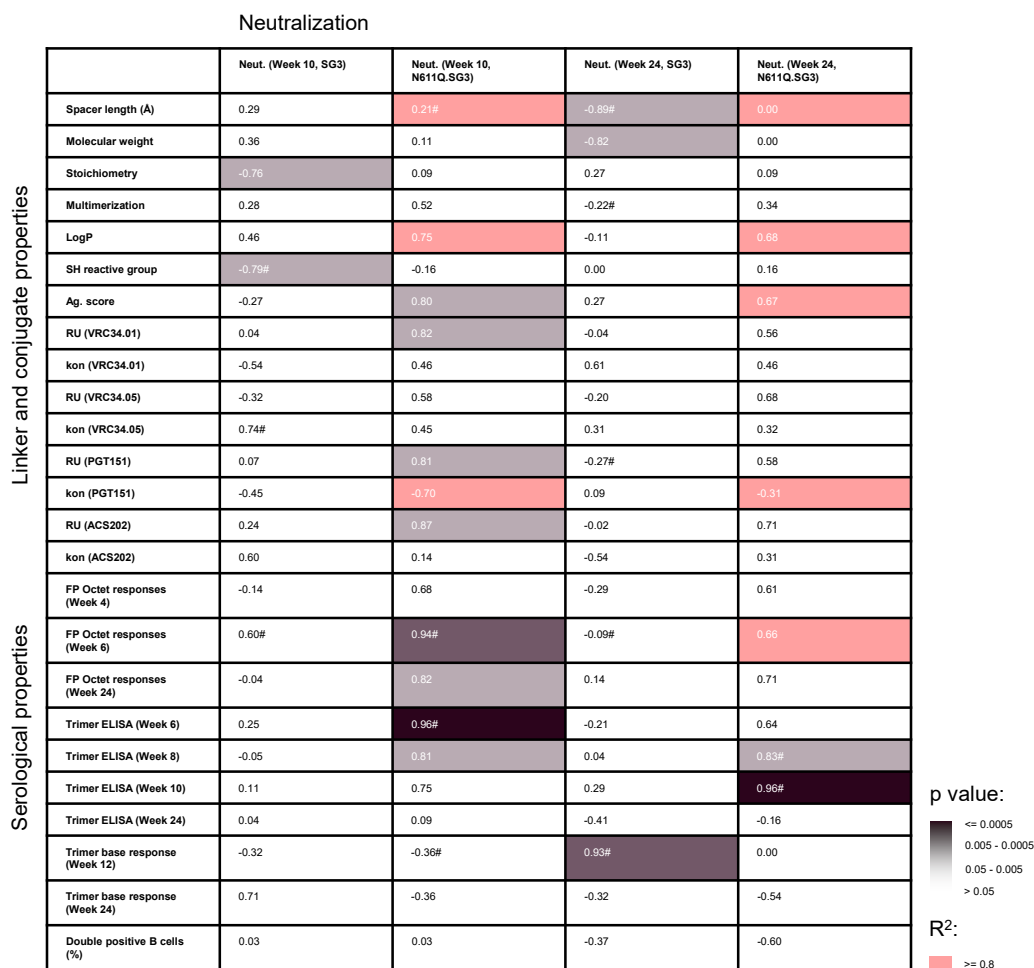 Neutralization
Neut. (Week 10, SG3) Neut. (Week 10, Neut. (Week 24, SG3) Neut. (Week 24,
N611Q.SG3) N611Q.SG3)
Linker and conjugate properties
Spacer length (Å) 0.29 0.21# -0.89# 0.00
Molecular weight 0.36 0.11 -0.82 0.00
Stoichiometry -0.76 0.09 0.27 0.09
Multimerization 0.28 0.52 -0.22# 0.34
LogP 0.46 0.75 -0.11 0.68
SH reactive group -0.79# -0.16 0.00 0.16
Ag. score -0.27 0.80 0.27 0.67
RU (VRC34.01) 0.04 0.82 -0.04 0.56
kon (VRC34.01) -0.54 0.46 0.61 0.46
RU (VRC34.05) -0.32 0.58 -0.20 0.68
kon (VRC34.05) 0.74# 0.45 0.31 0.32
RU (PGT151) 0.07 0.81 -0.27# 0.58
kon (PGT151) -0.45 -0.70 0.09 -0.31
RU (ACS202) 0.24 0.87 -0.02 0.71
kon (ACS202) 0.60 0.14 -0.54 0.31
Serological properties
FP Octet responses -0.14 0.68 -0.29 0.61
(Week 4)
FP Octet responses 0.60# 0.94# -0.09# 0.66
(Week 6)
FP Octet responses -0.04 0.82 0.14 0.71
(Week 24)
Trimer ELISA (Week 6) 0.25 0.96# -0.21 0.64
Trimer ELISA (Week 8) -0.05 0.81 0.04 0.83#
Trimer ELISA (Week 10) 0.11 0.75 0.29 0.96#
Trimer ELISA (Week 24) 0.04 0.09 -0.41 -0.16
Trimer base response -0.32 -0.36# 0.93# 0.00
(Week 12)
Trimer base response 0.71 -0.36 -0.32 -0.54
(Week 24)
Double positive B cells 0.03 0.03 -0.37 -0.60
(%)
p value:
<= 0.0005
0.005 - 0.0005
0.05 - 0.005
> 0.05
R²:
>= 0.8